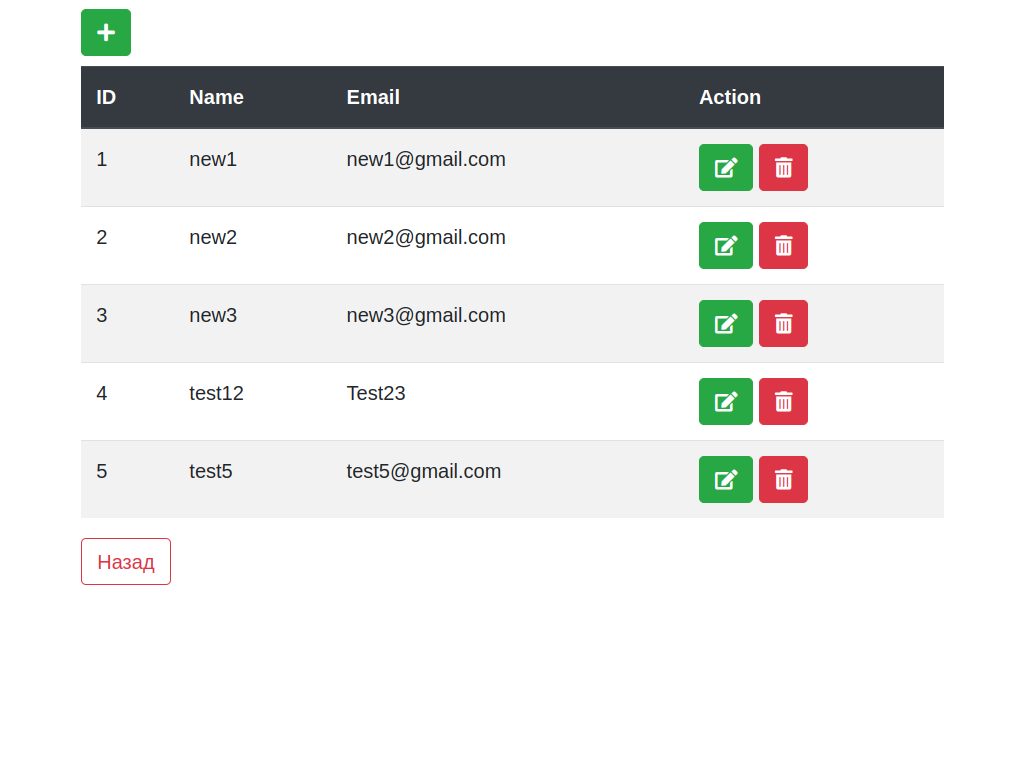 ID Name Email Action
1 new1 new1@gmail.com
2 new2 new2@gmail.com
3 new3 new3@gmail.com
4 test12 Test23
5 test5 test5@gmail.com
Назад